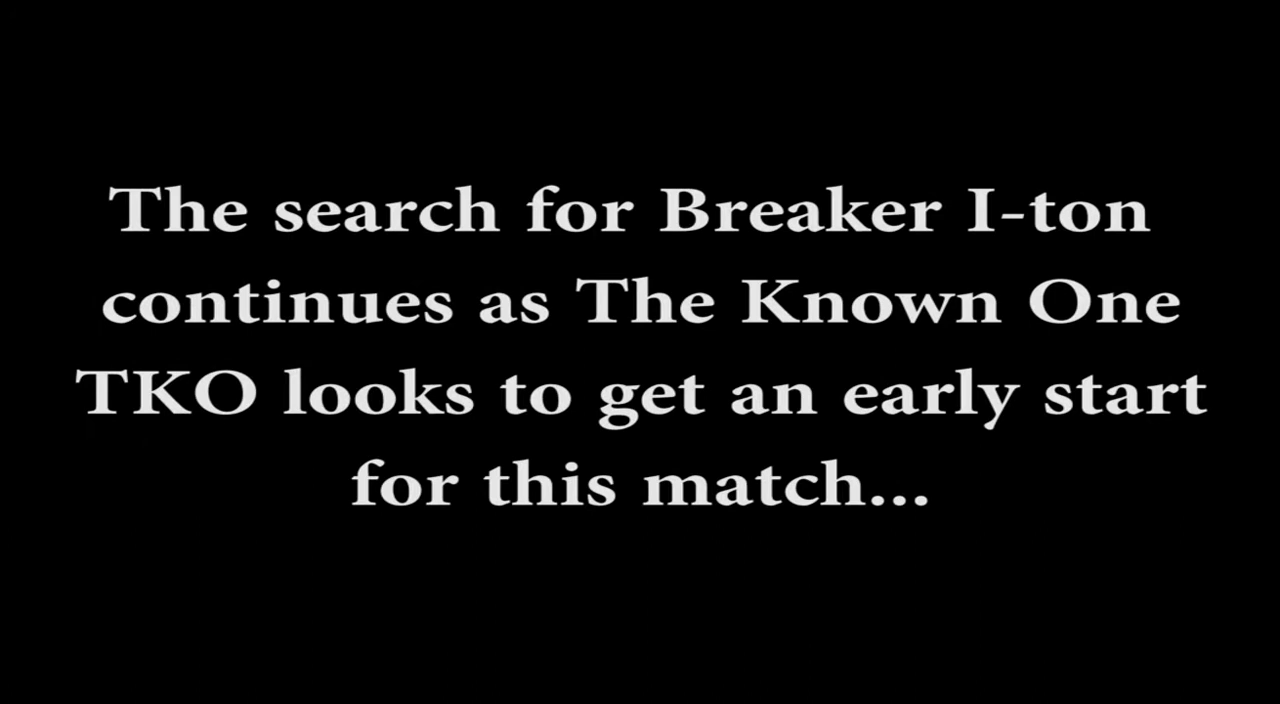 The search for Breaker I-ton
continues as The Known One
TKO looks to get an early start
for this match...